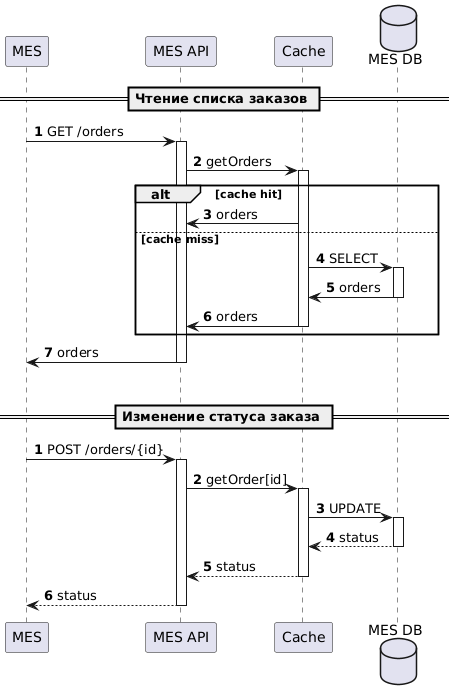 MES DB
MES
MES API
Cache
Чтение списка заказов
1 GET /orders
2 getOrders
alt [cache hit]
3 orders
[cache miss]
4 SELECT
5 orders
6 orders
7 orders
Изменение статуса заказа
1 POST /orders/{id}
2 getOrder[id]
3 UPDATE
4 status
5 status
6 status
MES
MES API
Cache
MES DB